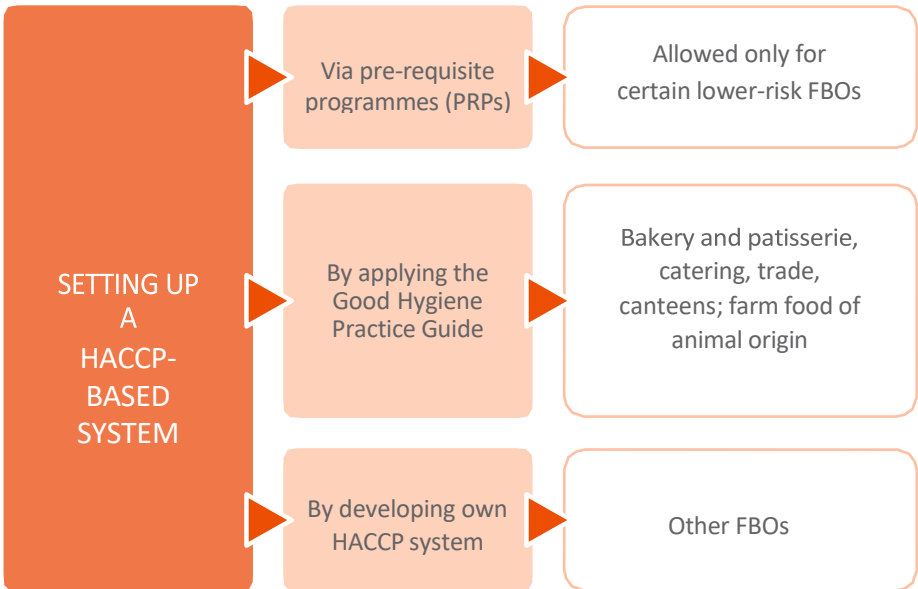 SETTING UP
A
HACCP-
BASED
SYSTEM
Via pre-requisite
programmes (PRPs)
Allowed only for
certain lower-risk FBOs
By applying the
Good Hygiene
Practice Guide
Bakery and patisserie,
catering, trade,
canteens; farm food of
animal origin
By developing own
HACCP system
Other FBOs